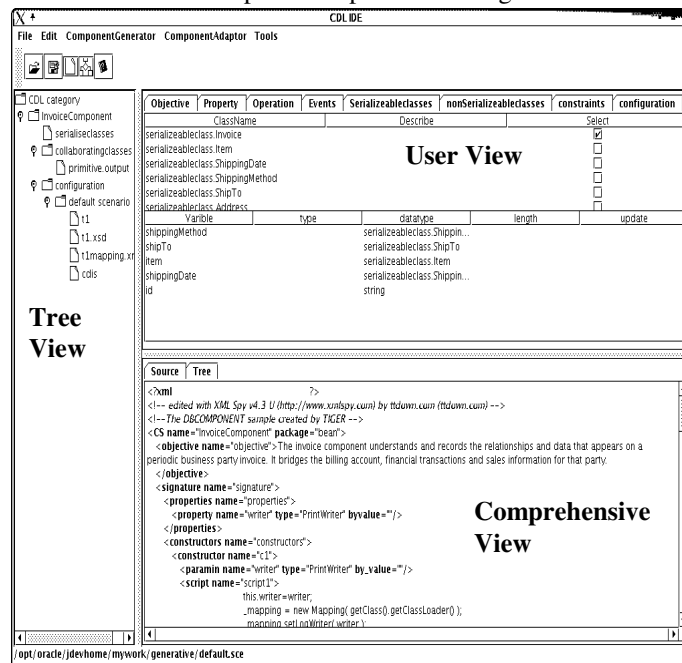 CDL IDE
File Edit ComponentGenerator ComponentAdaptor Tools
CDL category
InvoiceComponent
serialiseclasses
collaboratingclasses
primitive.output
configuration
default scenario
t1
t1.xsd
t1mapping.xr
cdis
Tree
View
Objective Property Operation Events Serializeableclasses nonSerializeableclasses constraints configuration
ClassName Describe Select
serializeableclass.Invoice
serializeableclass.Item
serializeableclass.ShippingDate
serializeableclass.ShippingMethod
serializeableclass.ShipTo
serializeableclass.Address
User View
Varible type datatype length update
shippingMethod serializeableclass.Shippin...
shipTo serializeableclass.ShipTo
item serializeableclass.Item
shippingDate serializeableclass.Shippin...
id string
Source Tree
<?xml ?>
<!-- edited with XML Spy v4.3 U (http://www.xmlspy.com) by ttdown.com (ttdown.com) -->
<!--The DBCOMPONENT sample created by TIGER -->
<CS name="InvoiceComponent" package="bean">
<objective name="objective">The invoice component understands and records the relationships and data that appears on a
periodic business party invoice. It bridges the billing account, financial transactions and sales information for that party.
</objective>
<signature name="signature">
<properties name="properties">
<property name="writer" type="PrintWriter" byvalue=""/>
</properties>
<constructors name="constructors">
<constructor name="c1">
<paramin name="writer" type="PrintWriter" by_value=""/>
<script name="script1">
this.writer=writer;
_mapping = new Mapping( getClass().getClassLoader() );
_mapping.setLogWriter( writer );
Comprehensive
View
/opt/oracle/jdevhome/mywork/generative/default.sce